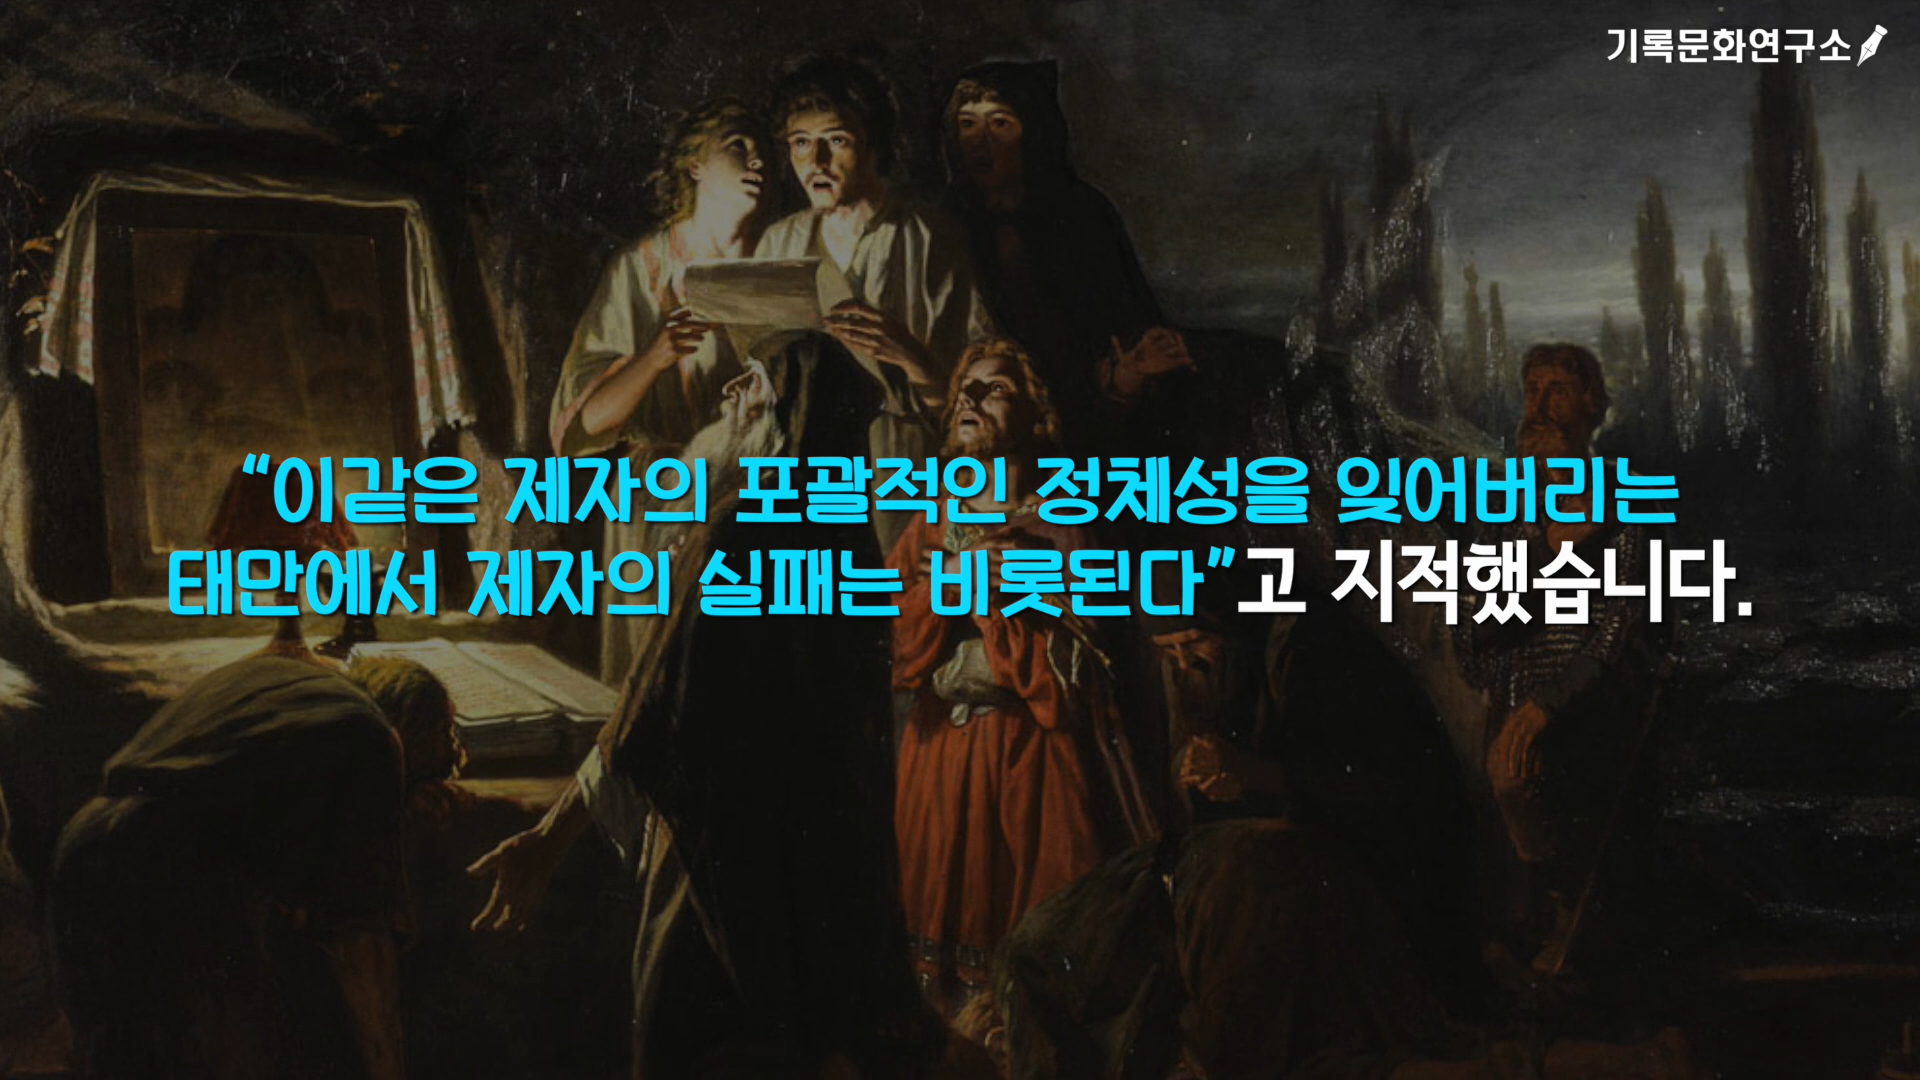 기록문화연구소
“이같은 제자의 포괄적인 정체성을 잊어버리는
태만에서 제자의 실패는 비롯된다”고 지적했습니다.